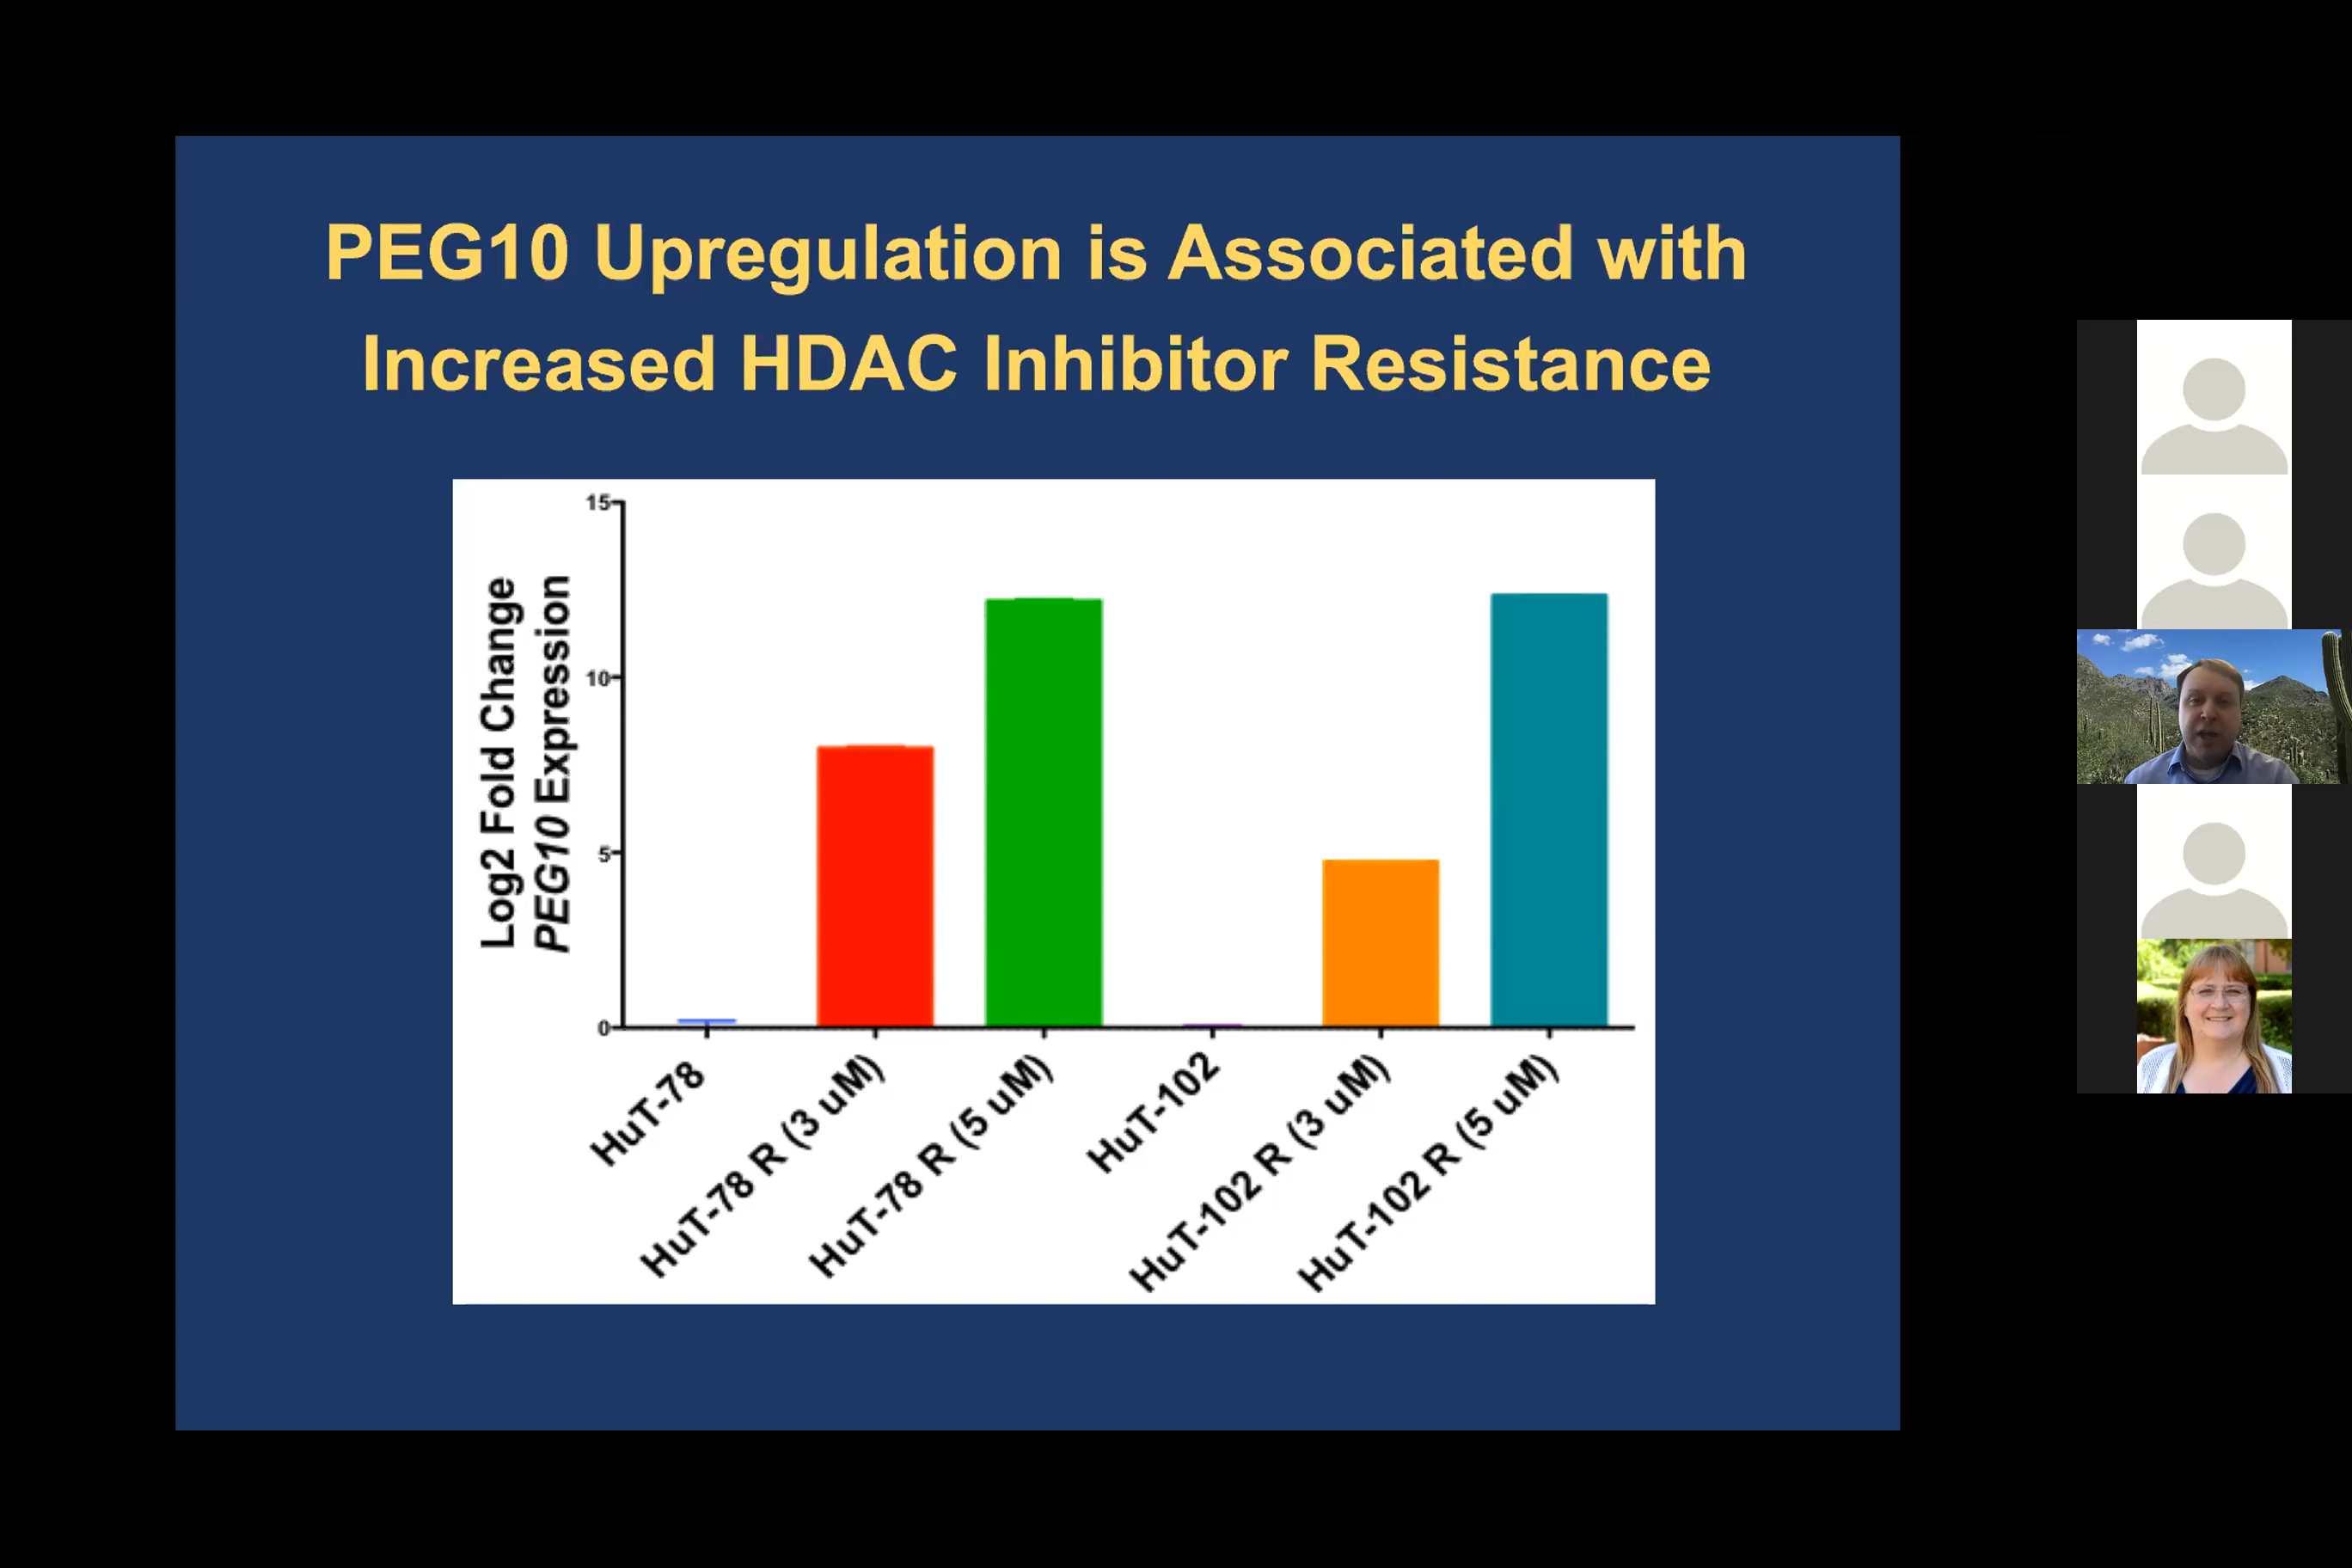 PEG10 Upregulation is Associated with
Increased HDAC Inhibitor Resistance
Log2 Fold Change
PEG10 Expression
15
10
5
0
HuT-78
HuT-78 R (3 uM)
HuT-78 R (5 uM)
HuT-102
HuT-102 R (3 uM)
HuT-102 R (5 uM)